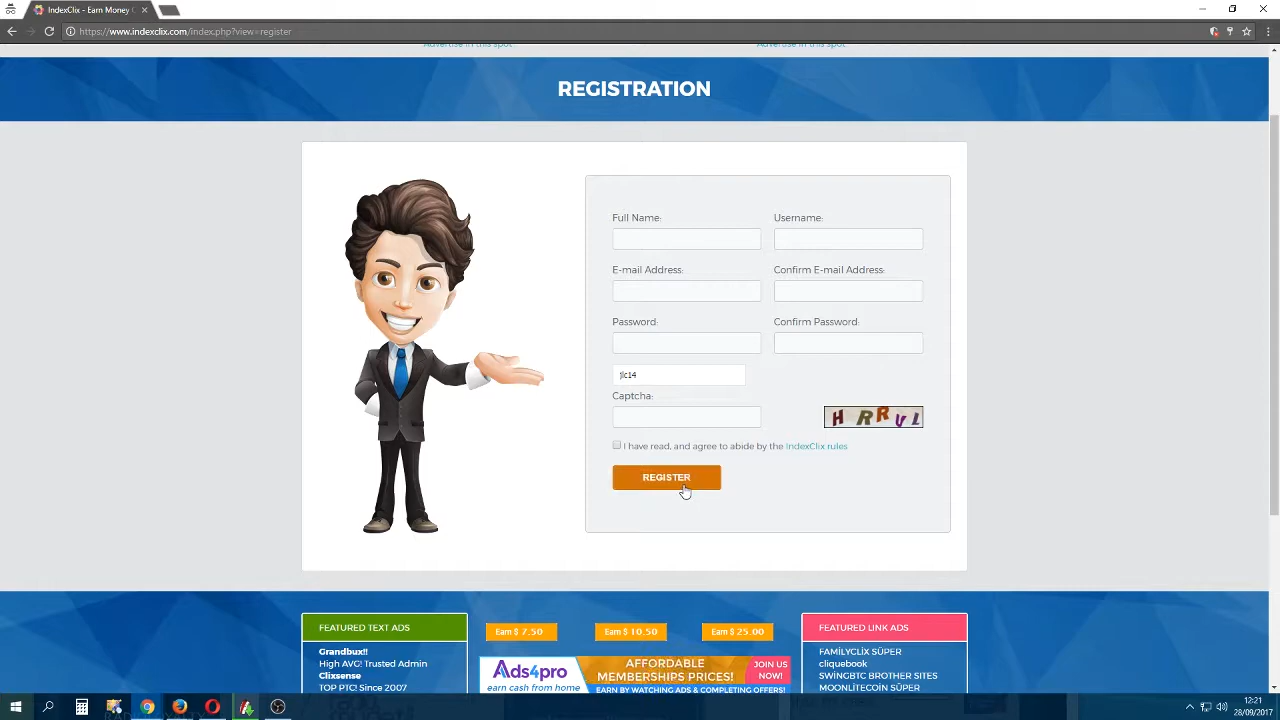 IndexClix - Earn Money
https://www.indexclix.com/index.php?view=register
Advertise in this spot
Advertise in this spot
REGISTRATION
Full Name:
Username:
E-mail Address:
Confirm E-mail Address:
Password:
Confirm Password:
jlc14
Captcha:
H R R V L
I have read, and agree to abide by the IndexClix rules
REGISTER
FEATURED TEXT ADS
Grandbux!!
High AVG! Trusted Admin
Clixsense
TOP PTC! Since 2007
Earn $ 7.50
Earn $ 10.50
Earn $ 25.00
Ads4pro
earn cash from home
AFFORDABLE
MEMBERSHIPS PRICES!
JOIN US
NOW!
EARN BY WATCHING ADS & COMPLETING OFFERS!
FEATURED LINK ADS
FAMİLYCLİX SÜPER
cliquebook
SWİNGBTC BROTHER SITES
MOONLİTECOİN SÜPER
12:21
28/09/2017